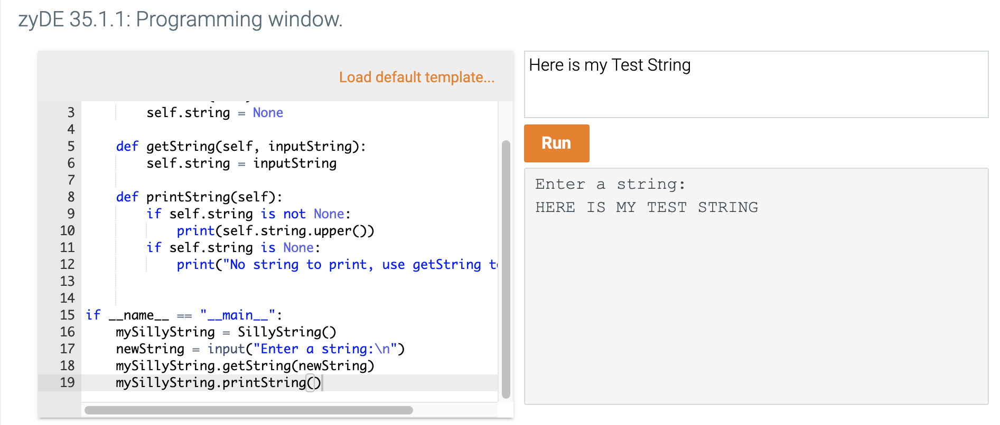 zyDE 35.1.1: Programming window.
Load default template...
3 self.string = None
4
5 def getString(self, inputString):
6 self.string = inputString
7
8 def printString(self):
9 if self.string is not None:
10 print(self.string.upper())
11 if self.string is None:
12 print("No string to print, use getString
13
14
15 if __name__ == "__main__":
16 mySillyString = SillyString()
17 newString = input("Enter a string:\n")
18 mySillyString.getString(newString)
19 mySillyString.printString()
Here is my Test String
Run
Enter a string:
HERE IS MY TEST STRING